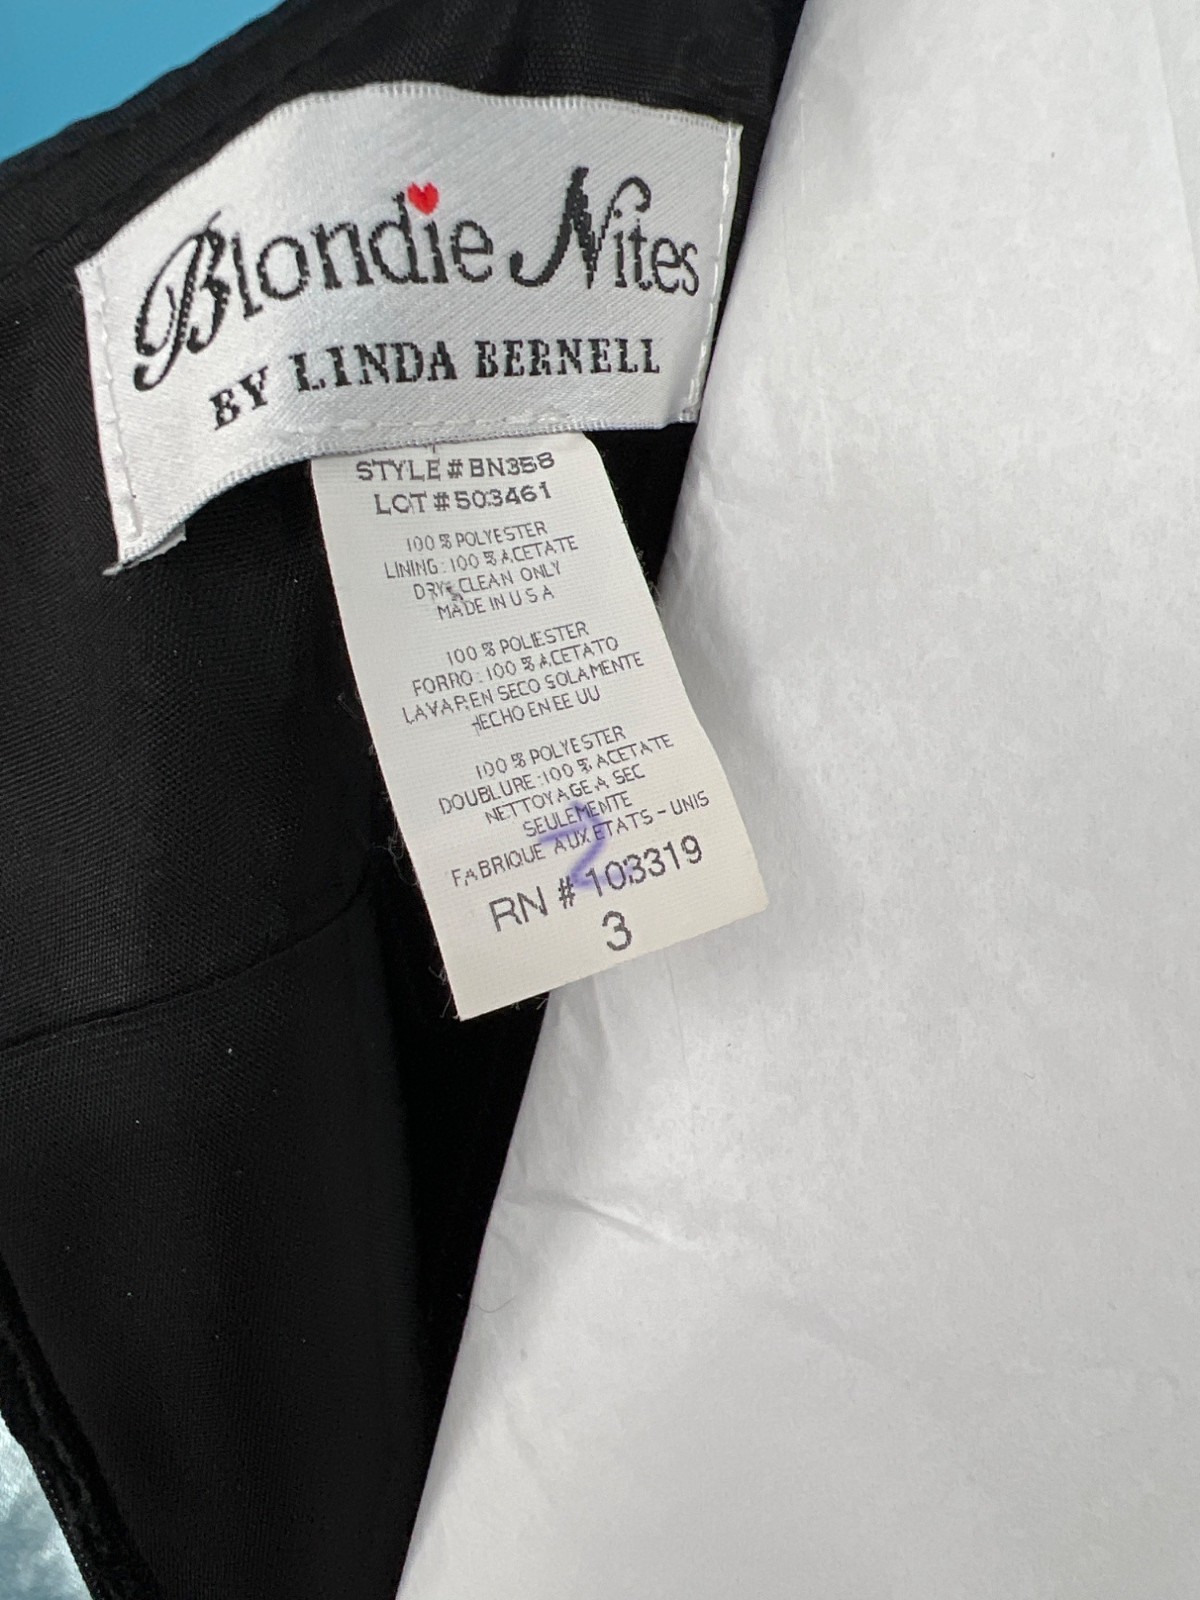 Blondie Nites
BY LINDA BERNELL
STYLE # BN358
LOT # 503461
100 % POLYESTER
LINING : 100 % ACETATE
DRY CLEAN ONLY
MADE IN U S A
100 % POLIESTER
FORRO : 100 % ACETATO
LAVAR EN SECO SOLAMENTE
HECHO EN EE UU
100 % POLYESTER
DOUBLURE : 100 % ACETATE
NETTOYAGE A SEC
SEULEMENTE
FABRIQUE AUX ETATS - UNIS
2
RN # 103319
3